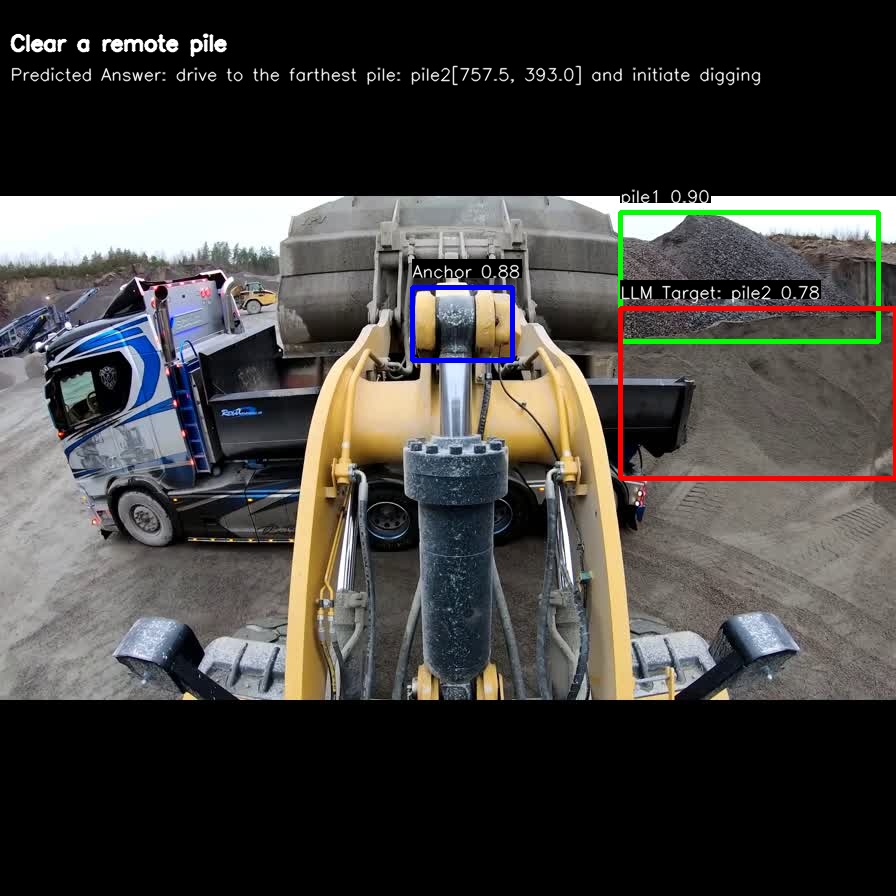 Clear a remote pile
Predicted Answer: drive to the farthest pile: pile2[757.5, 393.0] and initiate digging
pile1 0.90
Anchor 0.88
LLM Target: pile2 0.78